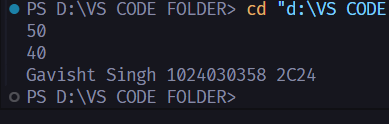 PS D:\VS CODE FOLDER> cd "d:\VS CODE
50
40
Gavisht Singh 1024030358 2C24
PS D:\VS CODE FOLDER>